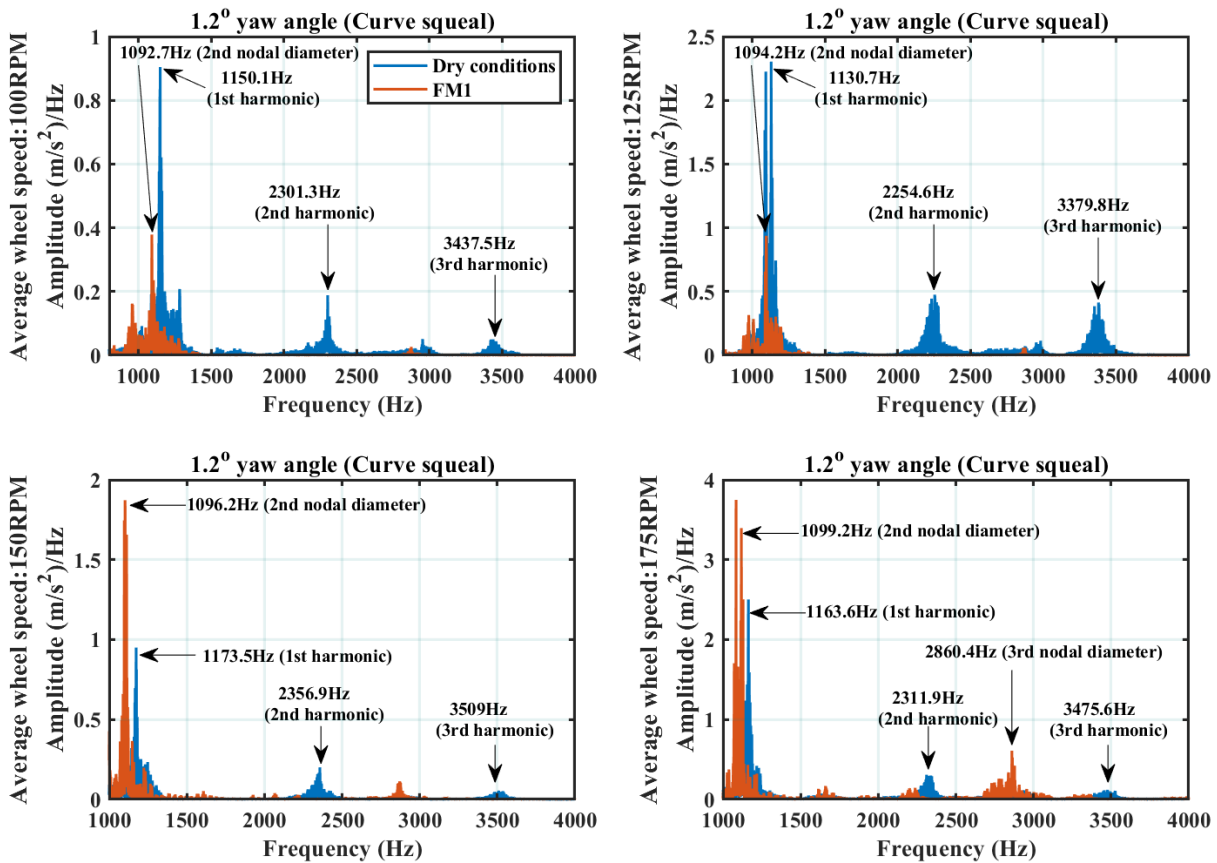 1.2o yaw angle (Curve squeal)
1092.7Hz (2nd nodal diameter)
1150.1Hz
(1st harmonic)
Dry conditions
FM1
2301.3Hz
(2nd harmonic)
3437.5Hz
(3rd harmonic)
Average wheel speed:100RPM
Amplitude (m/s2)/Hz
1
0.8
0.6
0.4
0.2
0
1000 1500 2000 2500 3000 3500 4000
Frequency (Hz)
1.2o yaw angle (Curve squeal)
1094.2Hz (2nd nodal diameter)
1130.7Hz
(1st harmonic)
2254.6Hz
(2nd harmonic)
3379.8Hz
(3rd harmonic)
Average wheel speed:125RPM
Amplitude (m/s2)/Hz
2.5
2
1.5
1
0.5
0
1000 1500 2000 2500 3000 3500 4000
Frequency (Hz)
1.2o yaw angle (Curve squeal)
1096.2Hz (2nd nodal diameter)
1173.5Hz (1st harmonic)
2356.9Hz
(2nd harmonic)
3509Hz
(3rd harmonic)
Average wheel speed:150RPM
Amplitude (m/s2)/Hz
2
1.5
1
0.5
0
1000 1500 2000 2500 3000 3500 4000
Frequency (Hz)
1.2o yaw angle (Curve squeal)
1099.2Hz (2nd nodal diameter)
1163.6Hz (1st harmonic)
2860.4Hz (3rd nodal diameter)
2311.9Hz
(2nd harmonic)
3475.6Hz
(3rd harmonic)
Average wheel speed:175RPM
Amplitude (m/s2)/Hz
4
3
2
1
0
1000 1500 2000 2500 3000 3500 4000
Frequency (Hz)